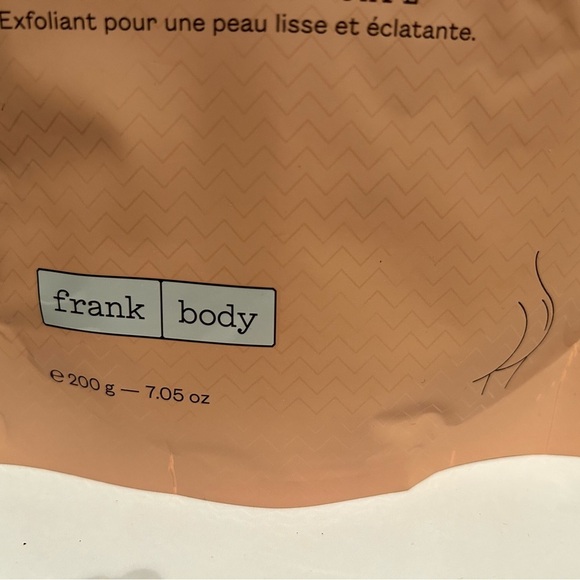 Exfoliant pour une peau lisse et éclatante.
frank body
℮ 200 g — 7.05 oz